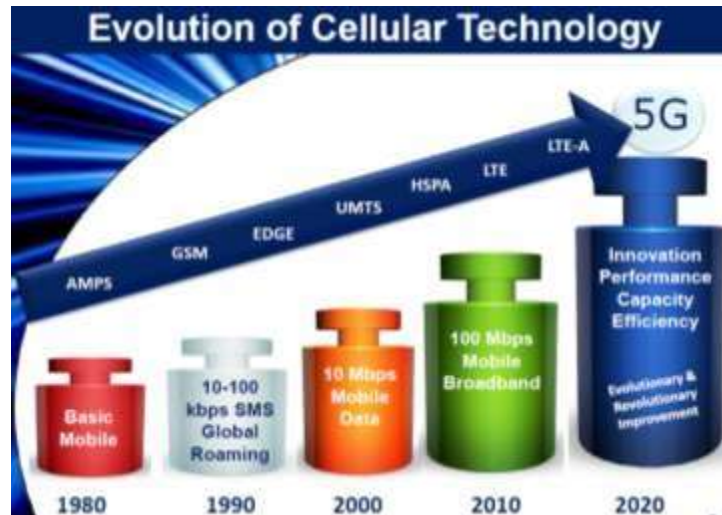 Evolution of Cellular Technology
5G
LTE-A
LTE
HSPA
UMTS
EDGE
GSM
AMPS
Basic
Mobile
10-100
kbps SMS
Global
Roaming
10 Mbps
Mobile
Data
100 Mbps
Mobile
Broadband
Innovation
Performance
Capacity
Efficiency
Evolutionary &
Revolutionary
Improvement
1980
1990
2000
2010
2020